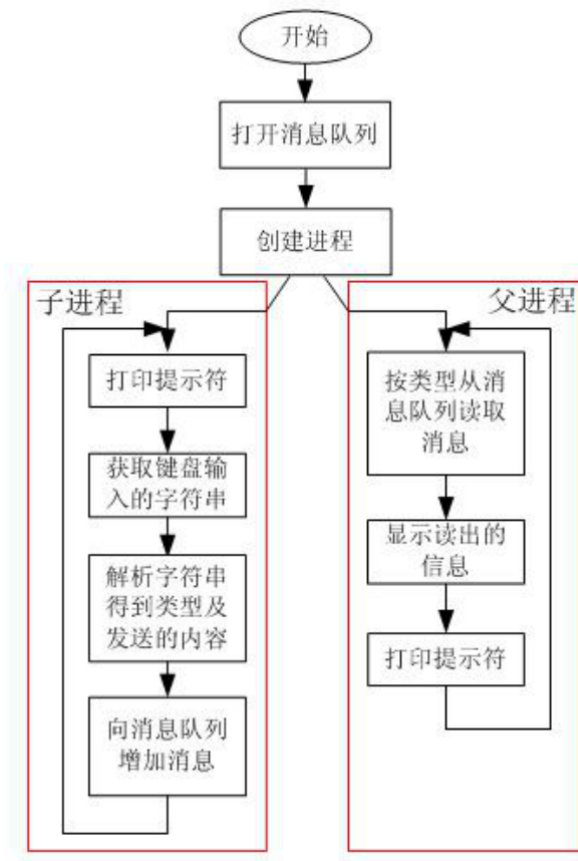 开始
打开消息队列
创建进程
子进程
打印提示符
获取键盘输
入的字符串
解析字符串
得到类型及
发送的内容
向消息队列
增加消息
父进程
按类型从消
息队列读取
消息
显示读出的
信息
打印提示符